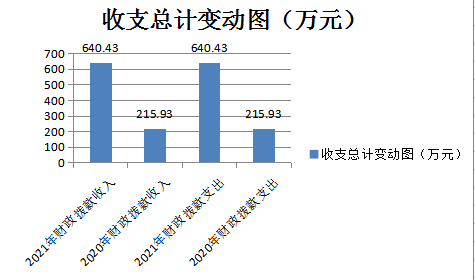 收支总计变动图（万元）
640.43
215.93
640.43
215.93
700
600
500
400
300
200
100
0
2021年财政拨款收入
2020年财政拨款收入
2021年财政拨款支出
2020年财政拨款支出
收支总计变动图（万元）